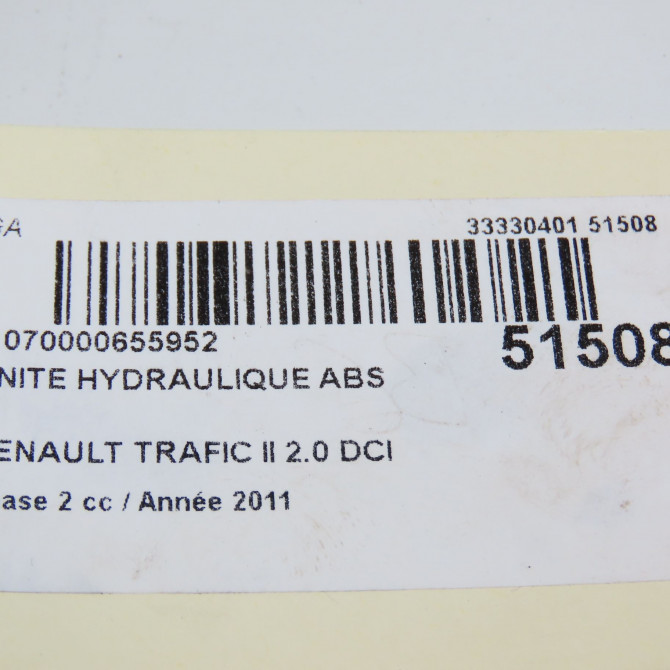 33330401 51508
070000655952
51508
NITE HYDRAULIQUE ABS
ENAULT TRAFIC II 2.0 DCI
ase 2 cc / Année 2011